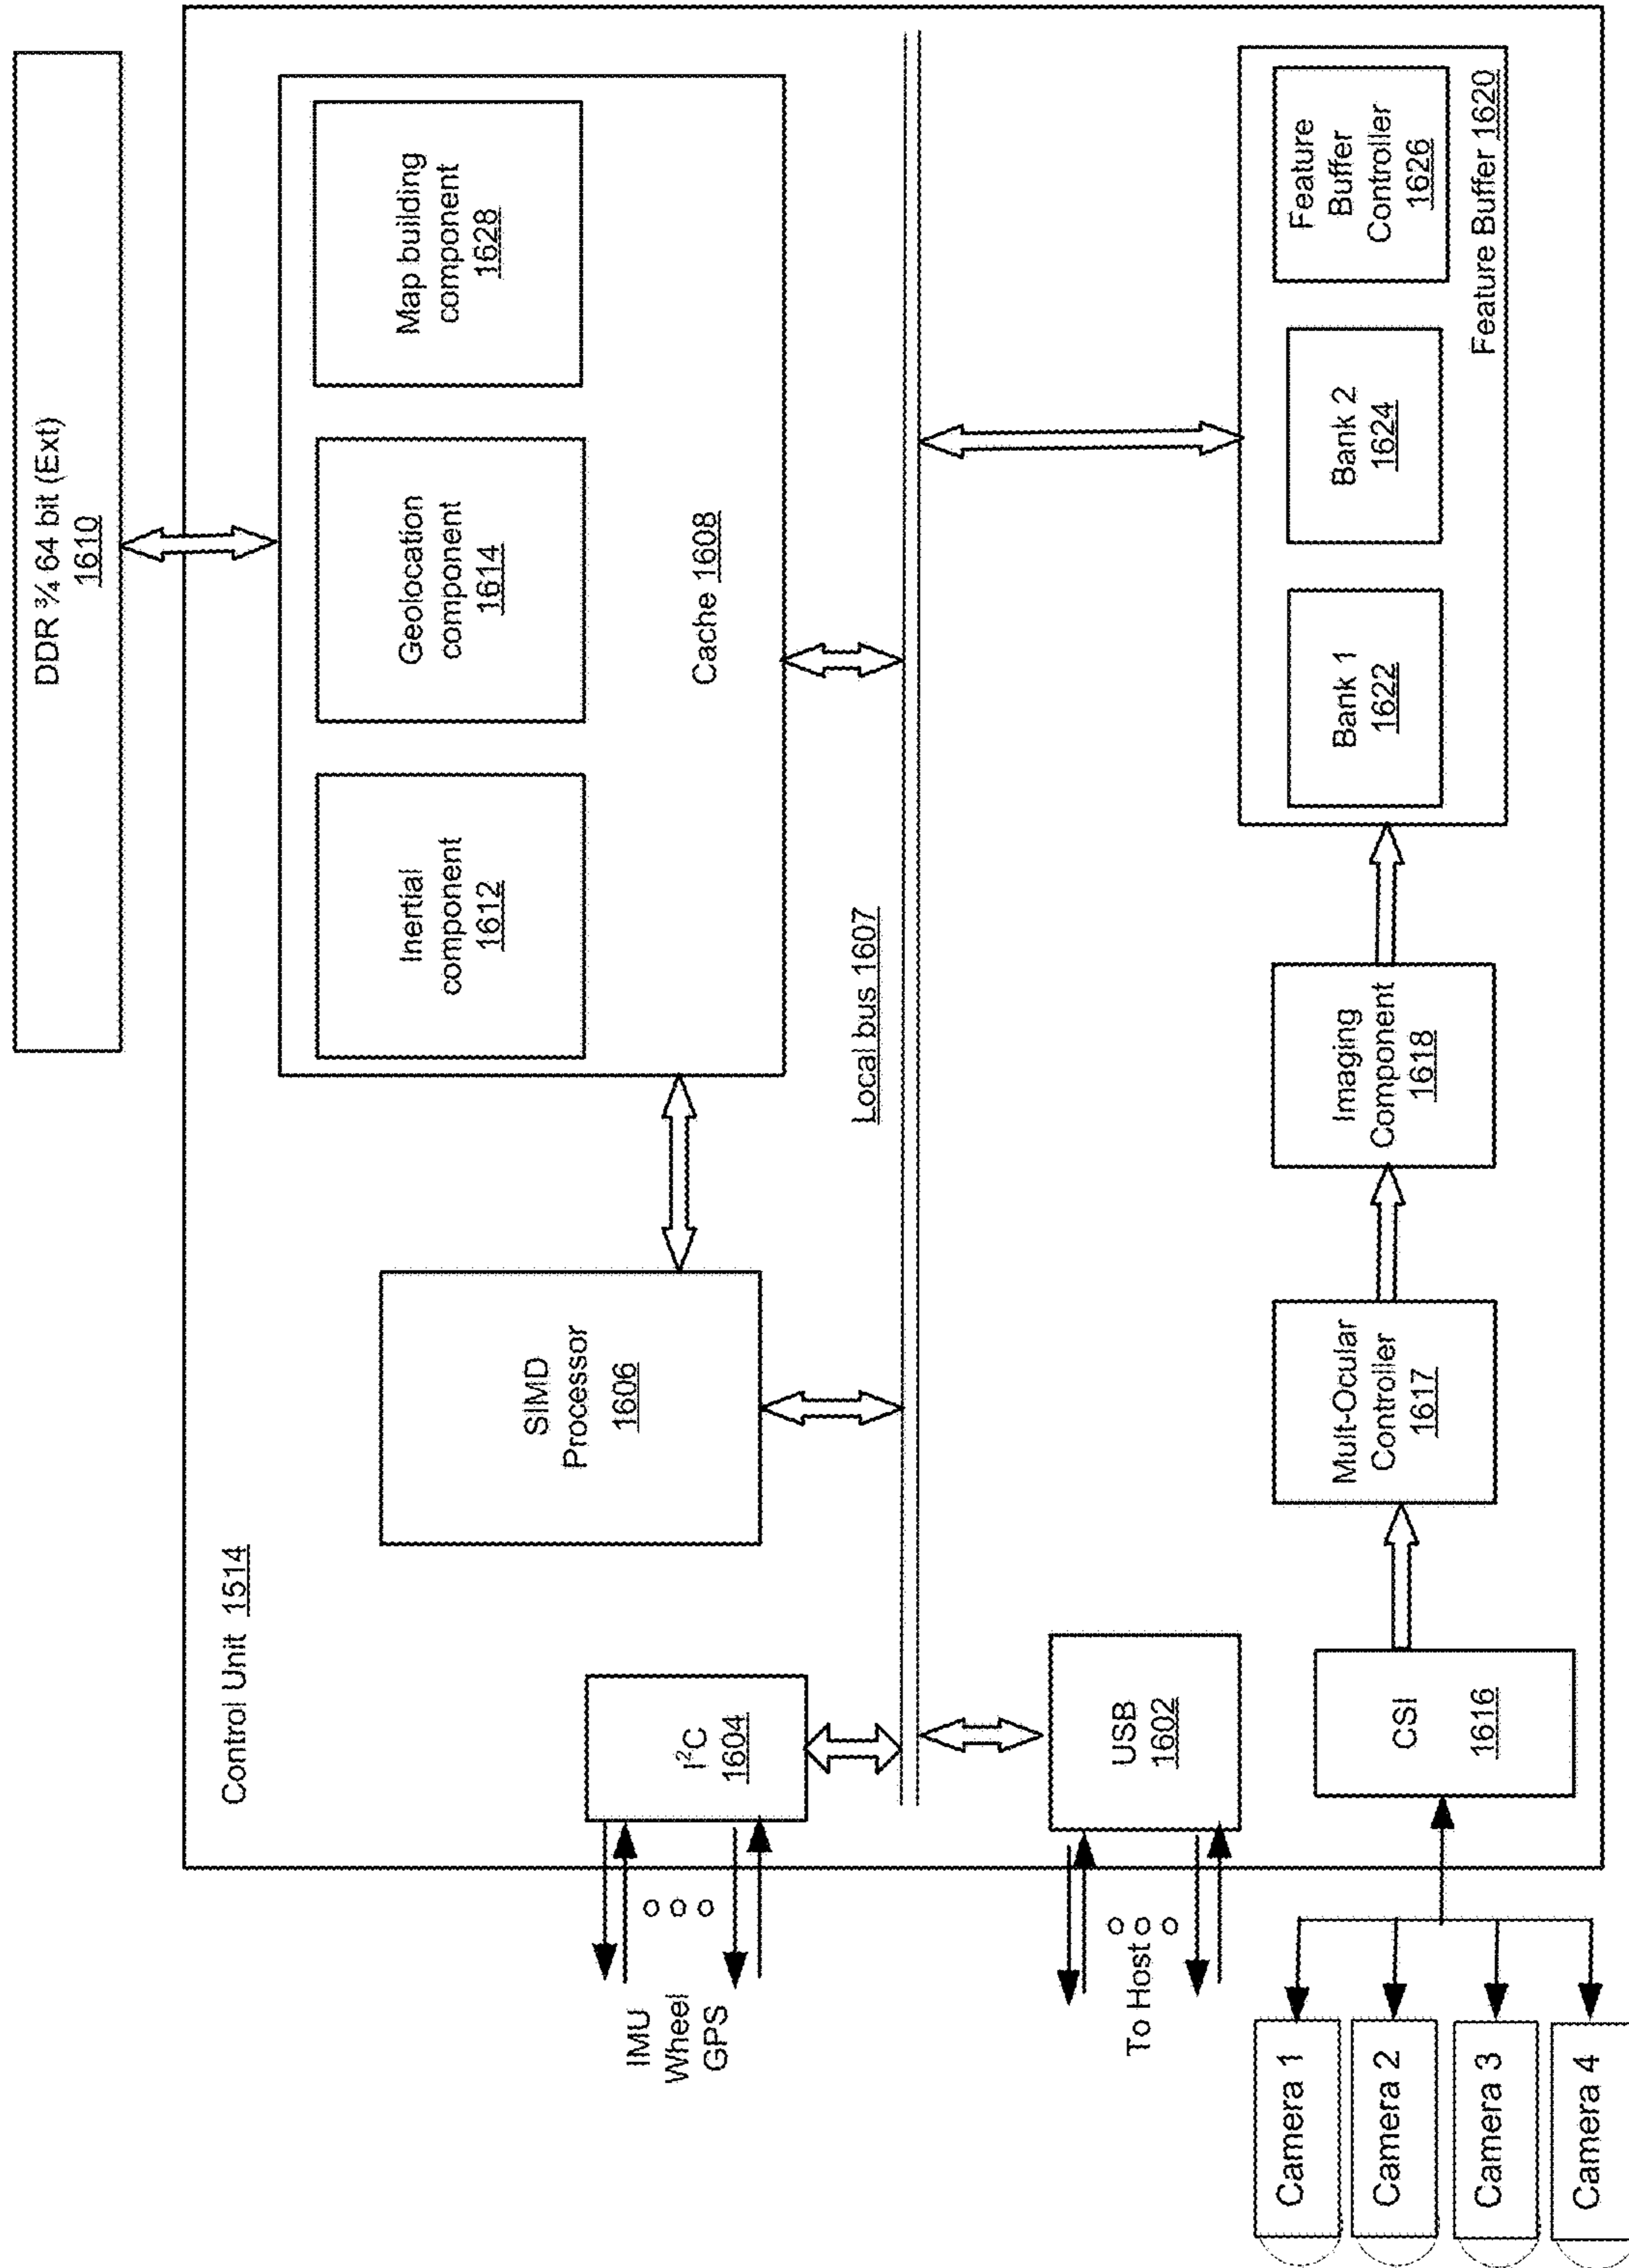 DDR ¾ 64 bit (Ext)
1610
Control Unit 1514
Inertial
component
1612
Geolocation
component
1614
Map building
component
1628
Cache 1608
SIMD
Processor
1606
I²C
1604
IMU
Wheel
GPS
Local bus 1607
USB
1602
To Host
CSI
1616
Mult-Ocular
Controller
1617
Imaging
Component
1618
Bank 1
1622
Bank 2
1624
Feature
Buffer
Controller
1626
Feature Buffer 1620
Camera 1
Camera 2
Camera 3
Camera 4